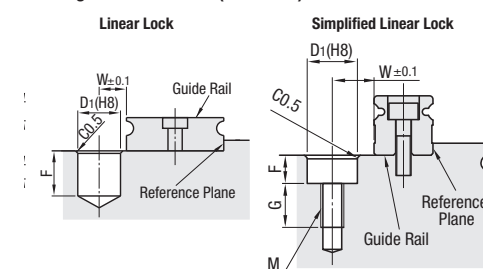 Linear Lock
Simplified Linear Lock
W±0.1
D1(H8)
Guide Rail
C0.5
F
Reference Plane
D1(H8)
W±0.1
C0.5
F
G
M
Guide Rail
Reference
Plane